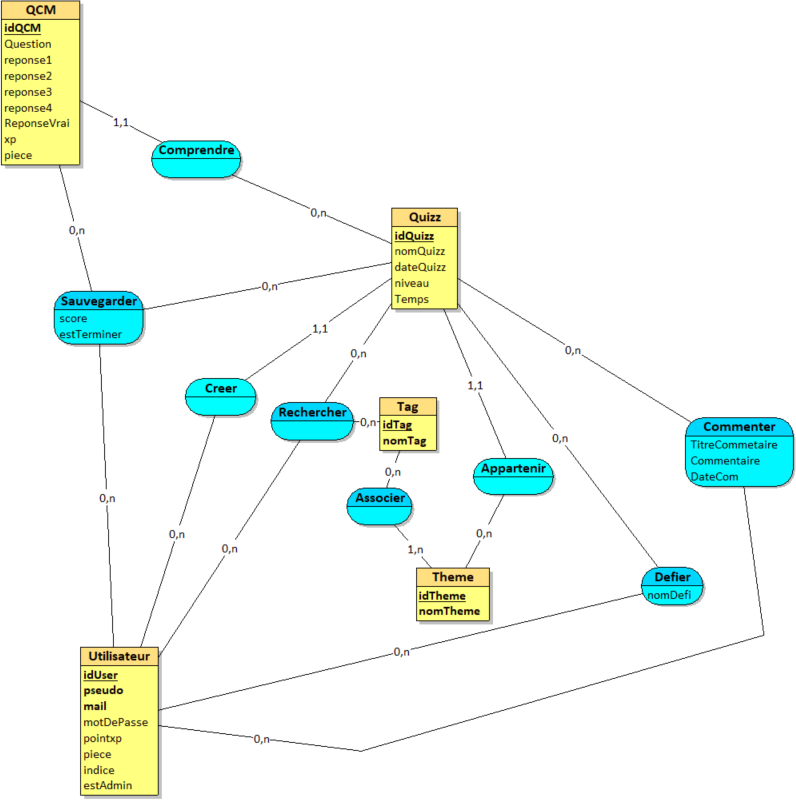 QCM
idQCM
Question
reponse1
reponse2
reponse3
reponse4
ReponseVrai
xp
piece
1,1
Comprendre
0,n
0,n
Quizz
idQuizz
nomQuizz
dateQuizz
niveau
Temps
0,n
Sauvegarder
score
estTerminer
1,1
0,n
0,n
1,1
0,n
Creer
Rechercher
0,n
Tag
idTag
nomTag
Commenter
TitreCommetaire
Commentaire
DateCom
0,n
Appartenir
Associer
0,n
0,n
0,n
0,n
1,n
Theme
idTheme
nomTheme
Defier
nomDefi
0,n
Utilisateur
idUser
pseudo
mail
motDePasse
pointxp
piece
indice
estAdmin
0,n